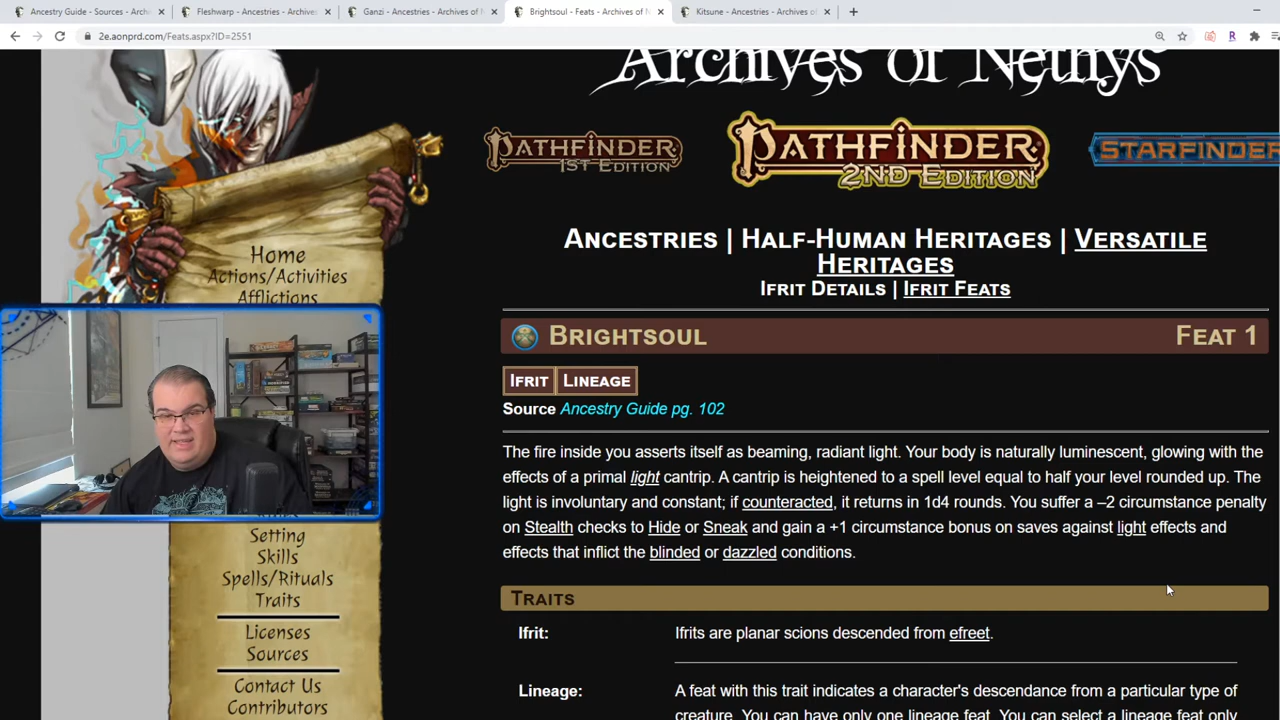 Ancestry Guide - Sources - Arche
Fleshwarp - Ancestries - Archives
Ganzi - Ancestries - Archives of N
Brightsoul - Feats - Archives of N
Kitsune - Ancestries - Archives of
2e.aonprd.com/Feats.aspx?ID=2551
Archives of Nethys
PATHFINDER
1ST EDITION
PATHFINDER
2ND EDITION
STARFINDER
Home
Actions/Activities
Afflictions
Setting
Skills
Spells/Rituals
Traits
Licenses
Sources
Contact Us
Contributors
Ancestries | Half-Human Heritages | Versatile
Heritages
Ifrit Details | Ifrit Feats
Brightsoul Feat 1
Ifrit Lineage
Source Ancestry Guide pg. 102
The fire inside you asserts itself as beaming, radiant light. Your body is naturally luminescent, glowing with the
effects of a primal light cantrip. A cantrip is heightened to a spell level equal to half your level rounded up. The
light is involuntary and constant; if counteracted, it returns in 1d4 rounds. You suffer a –2 circumstance penalty
on Stealth checks to Hide or Sneak and gain a +1 circumstance bonus on saves against light effects and
effects that inflict the blinded or dazzled conditions.
Traits
Ifrit: Ifrits are planar scions descended from efreet.
Lineage: A feat with this trait indicates a character's descendance from a particular type of
creature. You can have only one lineage feat. You can select a lineage feat only